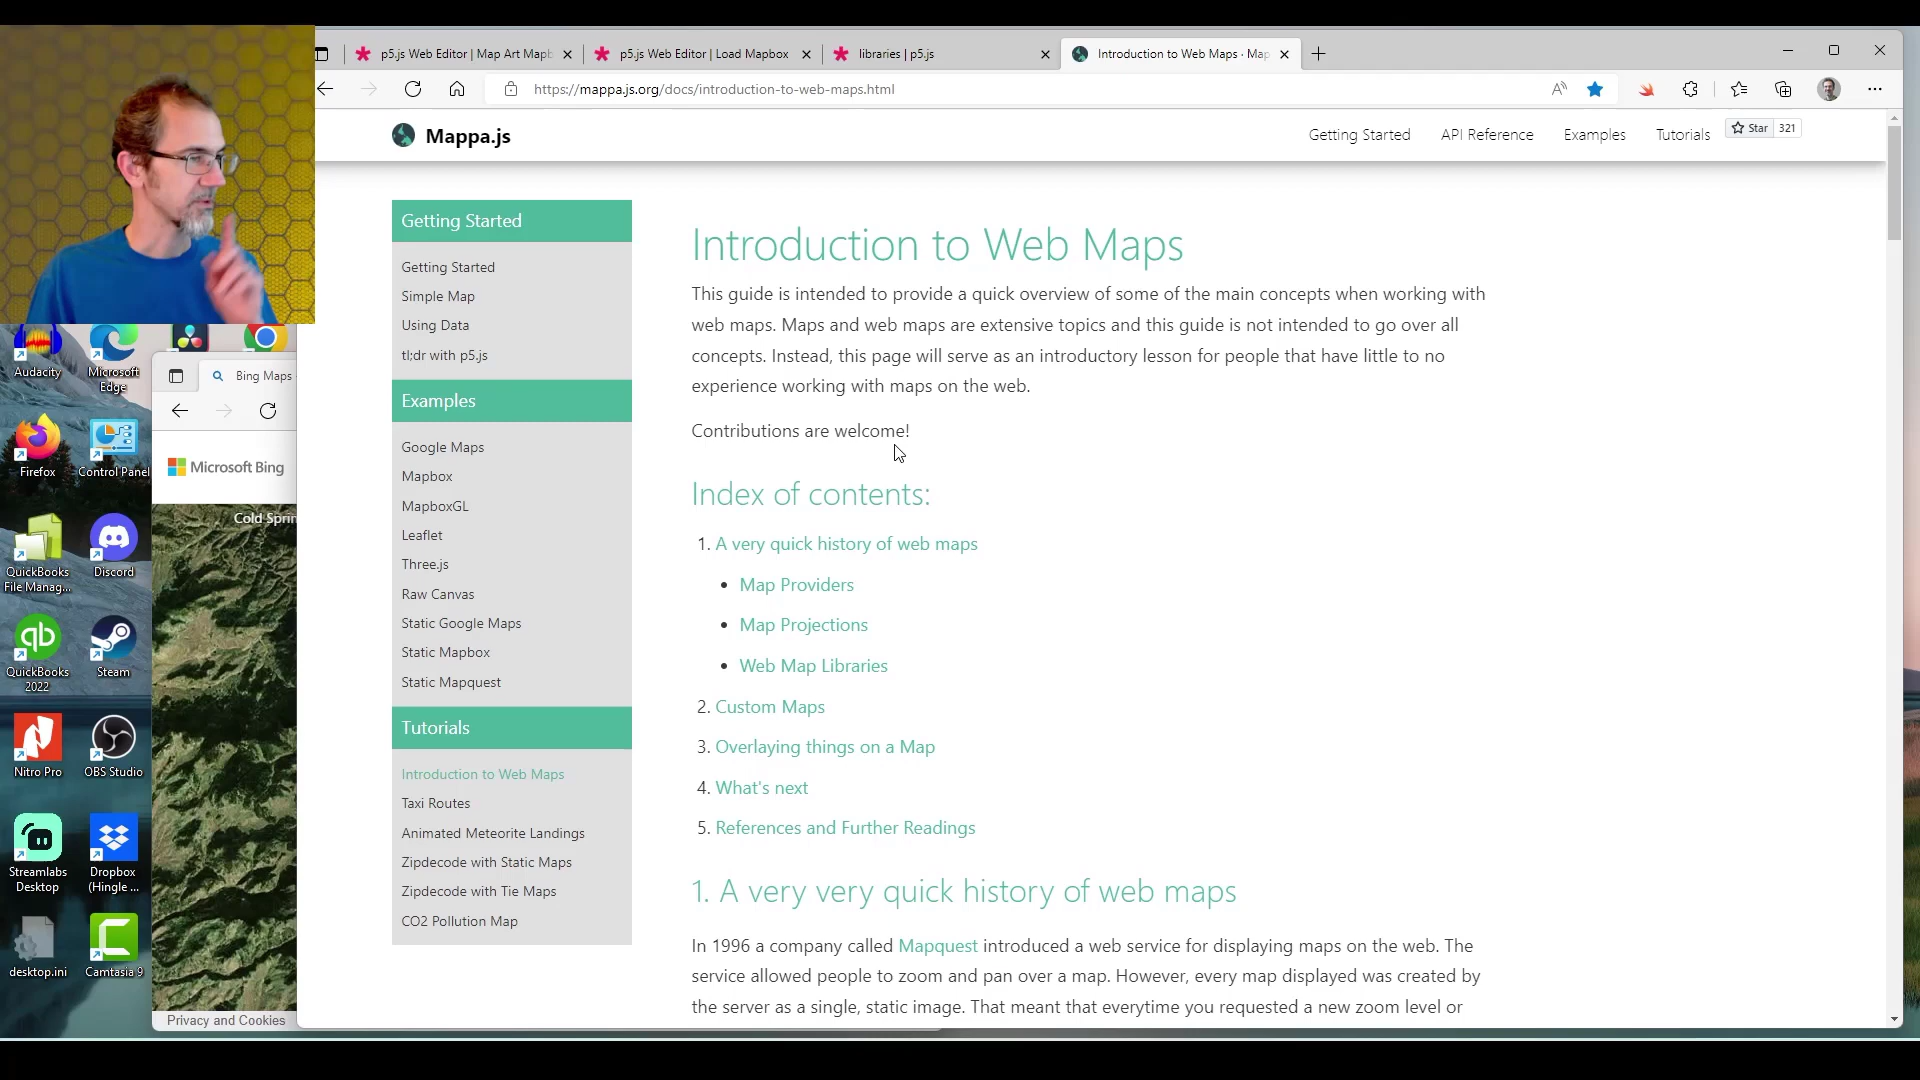 p5.js Web Editor | Map Art Mapb
p5.js Web Editor | Load Mapbox
libraries | p5.js
Introduction to Web Maps · Map
https://mappa.js.org/docs/introduction-to-web-maps.html
Mappa.js
Getting Started
API Reference
Examples
Tutorials
Star
321
Getting Started
Getting Started
Simple Map
Using Data
tl;dr with p5.js
Examples
Google Maps
Mapbox
MapboxGL
Leaflet
Three.js
Raw Canvas
Static Google Maps
Static Mapbox
Static Mapquest
Tutorials
Introduction to Web Maps
Taxi Routes
Animated Meteorite Landings
Zipdecode with Static Maps
Zipdecode with Tie Maps
CO2 Pollution Map
Introduction to Web Maps
This guide is intended to provide a quick overview of some of the main concepts when working with
web maps. Maps and web maps are extensive topics and this guide is not intended to go over all
concepts. Instead, this page will serve as an introductory lesson for people that have little to no
experience working with maps on the web.
Contributions are welcome!
Index of contents:
1. A very quick history of web maps
• Map Providers
• Map Projections
• Web Map Libraries
2. Custom Maps
3. Overlaying things on a Map
4. What's next
5. References and Further Readings
1. A very very quick history of web maps
In 1996 a company called Mapquest introduced a web service for displaying maps on the web. The
service allowed people to zoom and pan over a map. However, every map displayed was created by
the server as a single, static image. That meant that everytime you requested a new zoom level or
Audacity
Microsoft
Edge
Firefox
Control Panel
QuickBooks
File Manag...
Discord
QuickBooks
2022
Steam
Nitro Pro
OBS Studio
Streamlabs
Desktop
Dropbox
(Hingle ...
desktop.ini
Camtasia 9
Bing Maps
Microsoft Bing
Cold Sprin
Privacy and Cookies